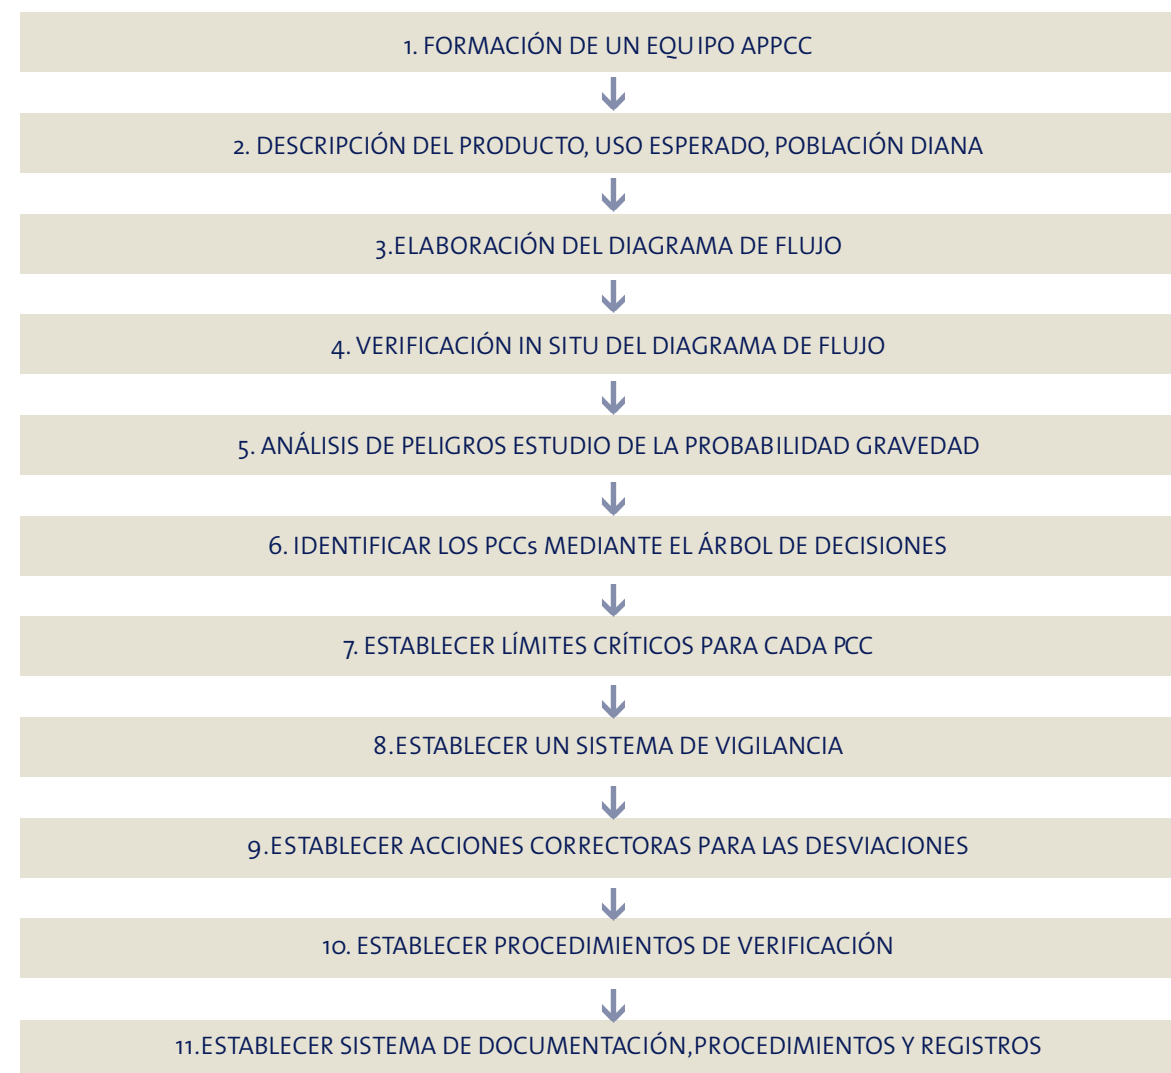 1. FORMACIÓN DE UN EQUIPO APPCC
2. DESCRIPCIÓN DEL PRODUCTO, USO ESPERADO, POBLACIÓN DIANA
3.ELABORACIÓN DEL DIAGRAMA DE FLUJO
4. VERIFICACIÓN IN SITU DEL DIAGRAMA DE FLUJO
5. ANÁLISIS DE PELIGROS ESTUDIO DE LA PROBABILIDAD GRAVEDAD
6. IDENTIFICAR LOS PCCs MEDIANTE EL ÁRBOL DE DECISIONES
7. ESTABLECER LÍMITES CRÍTICOS PARA CADA PCC
8.ESTABLECER UN SISTEMA DE VIGILANCIA
9.ESTABLECER ACCIONES CORRECTORAS PARA LAS DESVIACIONES
10. ESTABLECER PROCEDIMIENTOS DE VERIFICACIÓN
11.ESTABLECER SISTEMA DE DOCUMENTACIÓN,PROCEDIMIENTOS Y REGISTROS